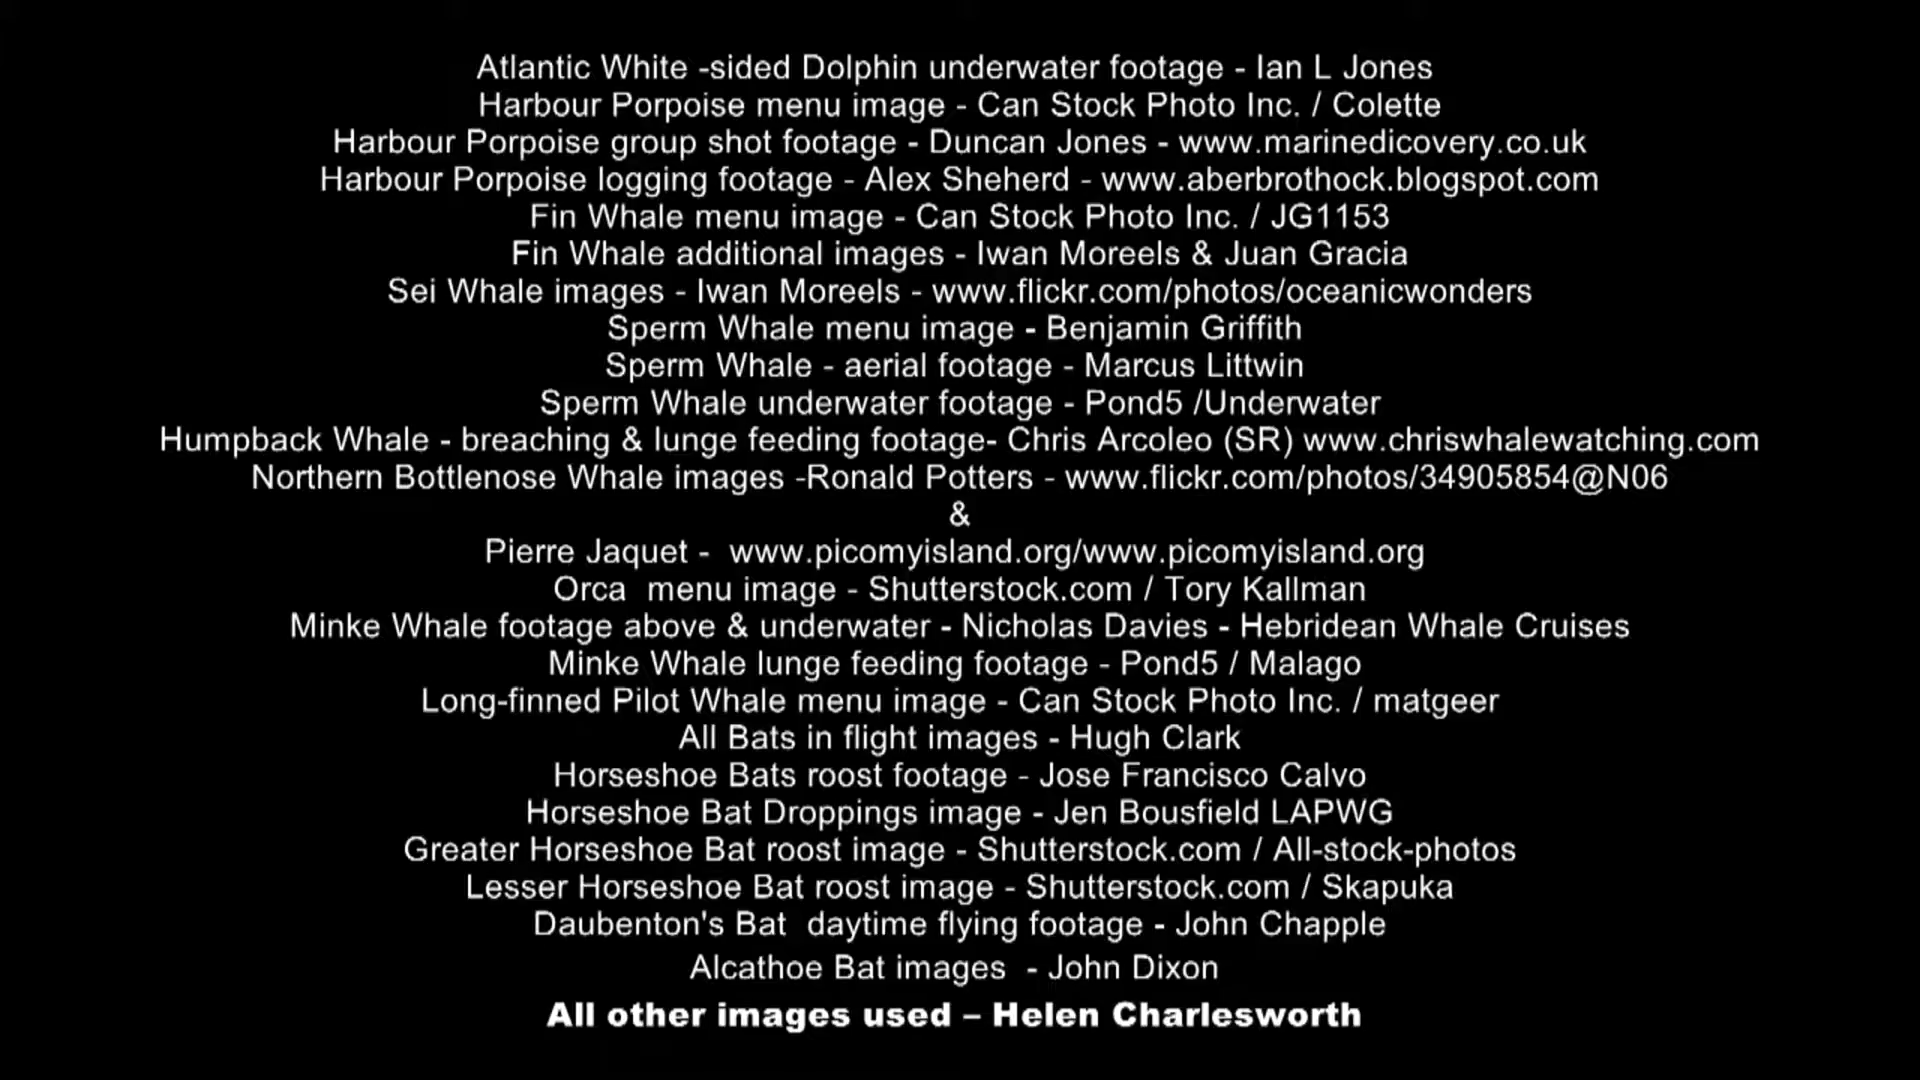 Atlantic White -sided Dolphin underwater footage - Ian L Jones
Harbour Porpoise menu image - Can Stock Photo Inc. / Colette
Harbour Porpoise group shot footage - Duncan Jones - www.marinedicovery.co.uk
Harbour Porpoise logging footage - Alex Sheherd - www.aberbrothock.blogspot.com
Fin Whale menu image - Can Stock Photo Inc. / JG1153
Fin Whale additional images - Iwan Moreels & Juan Gracia
Sei Whale images - Iwan Moreels - www.flickr.com/photos/oceanicwonders
Sperm Whale menu image - Benjamin Griffith
Sperm Whale - aerial footage - Marcus Littwin
Sperm Whale underwater footage - Pond5 /Underwater
Humpback Whale - breaching & lunge feeding footage- Chris Arcoleo (SR) www.chriswhalewatching.com
Northern Bottlenose Whale images -Ronald Potters - www.flickr.com/photos/34905854@N06
&
Pierre Jaquet -  www.picomyisland.org/www.picomyisland.org
Orca  menu image - Shutterstock.com / Tory Kallman
Minke Whale footage above & underwater - Nicholas Davies - Hebridean Whale Cruises
Minke Whale lunge feeding footage - Pond5 / Malago
Long-finned Pilot Whale menu image - Can Stock Photo Inc. / matgeer
All Bats in flight images - Hugh Clark
Horseshoe Bats roost footage - Jose Francisco Calvo
Horseshoe Bat Droppings image - Jen Bousfield LAPWG
Greater Horseshoe Bat roost image - Shutterstock.com / All-stock-photos
Lesser Horseshoe Bat roost image - Shutterstock.com / Skapuka
Daubenton's Bat  daytime flying footage - John Chapple
Alcathoe Bat images  - John Dixon
All other images used – Helen Charlesworth